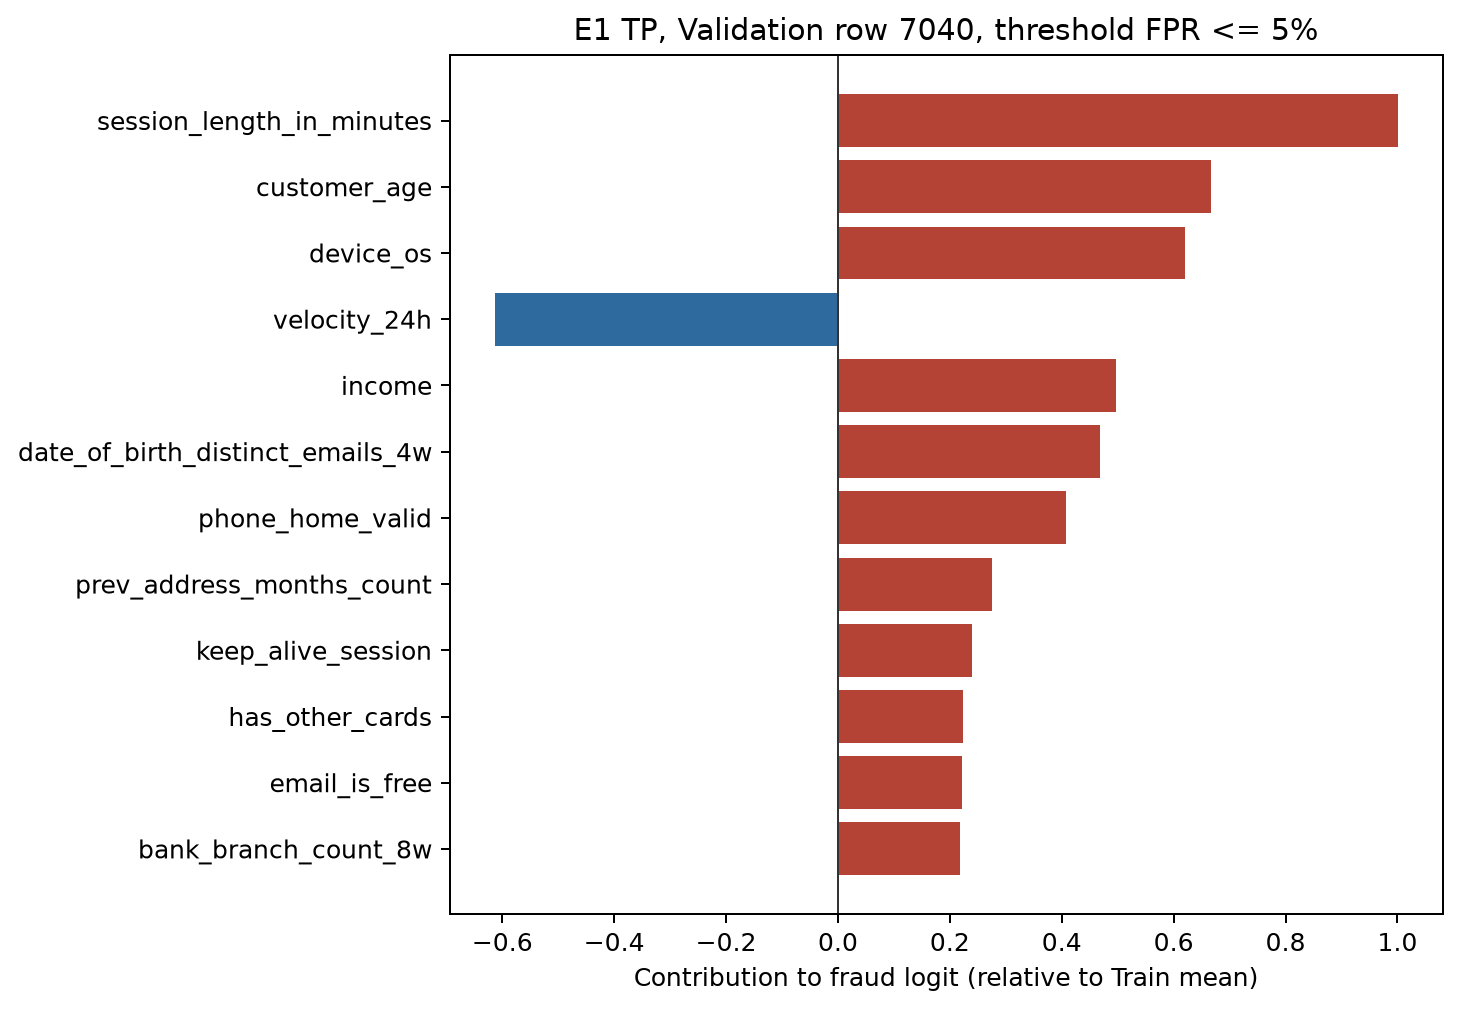 E1 TP, Validation row 7040, threshold FPR <= 5%
session_length_in_minutes
customer_age
device_os
velocity_24h
income
date_of_birth_distinct_emails_4w
phone_home_valid
prev_address_months_count
keep_alive_session
has_other_cards
email_is_free
bank_branch_count_8w
−0.6 −0.4 −0.2 0.0 0.2 0.4 0.6 0.8 1.0
Contribution to fraud logit (relative to Train mean)